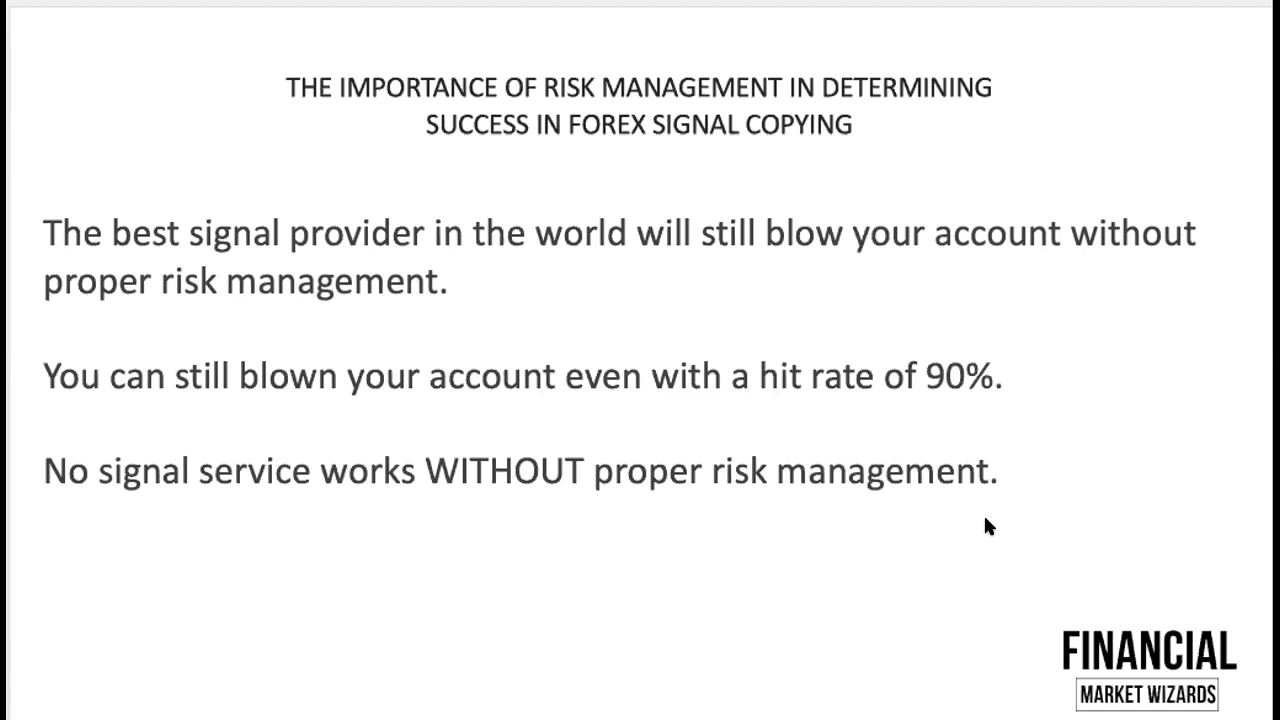 THE IMPORTANCE OF RISK MANAGEMENT IN DETERMINING
SUCCESS IN FOREX SIGNAL COPYING
The best signal provider in the world will still blow your account without
proper risk management.
You can still blown your account even with a hit rate of 90%.
No signal service works WITHOUT proper risk management.
FINANCIAL
MARKET WIZARDS